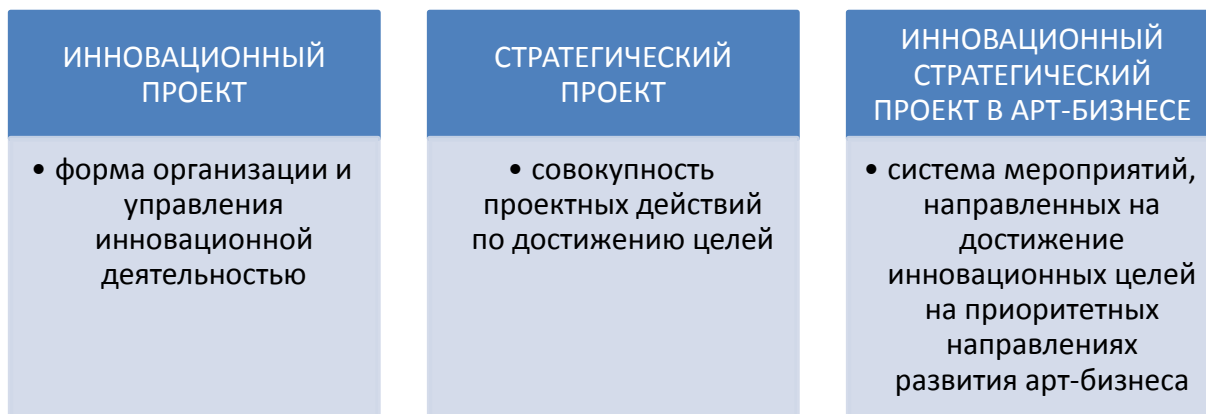 ИННОВАЦИОННЫЙ
ПРОЕКТ
• форма организации и
управления
инновационной
деятельностью
СТРАТЕГИЧЕСКИЙ
ПРОЕКТ
• совокупность
проектных действий
по достижению целей
ИННОВАЦИОННЫЙ
СТРАТЕГИЧЕСКИЙ
ПРОЕКТ В АРТ-БИЗНЕСЕ
• система мероприятий,
направленных на
достижение
инновационных целей
на приоритетных
направлениях
развития арт-бизнеса